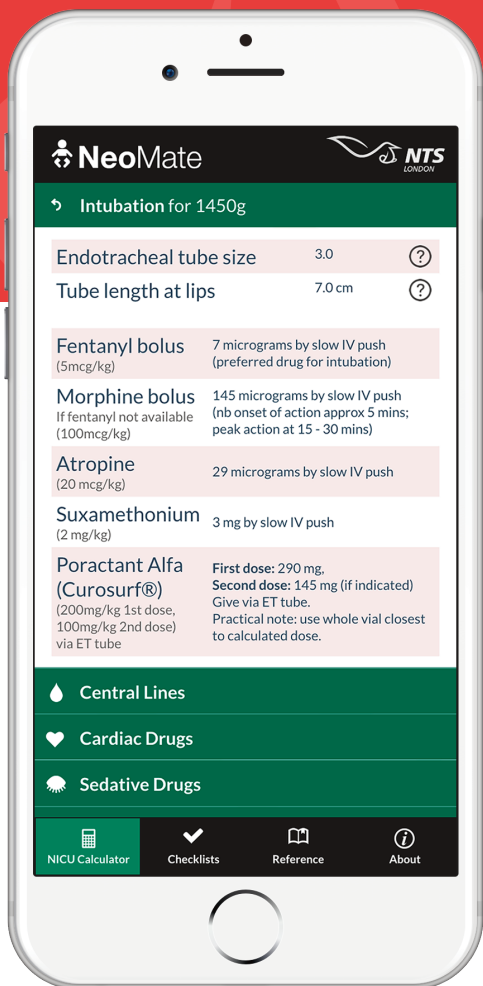 NeoMate
NTS
LONDON
Intubation for 1450g
Endotracheal tube size 3.0 ?
Tube length at lips 7.0 cm ?
Fentanyl bolus
(5mcg/kg)
7 micrograms by slow IV push
(preferred drug for intubation)
Morphine bolus
If fentanyl not available
(100mcg/kg)
145 micrograms by slow IV push
(nb onset of action approx 5 mins;
peak action at 15 - 30 mins)
Atropine
(20 mcg/kg)
29 micrograms by slow IV push
Suxamethonium
(2 mg/kg)
3 mg by slow IV push
Poractant Alfa
(Curosurf®)
(200mg/kg 1st dose,
100mg/kg 2nd dose)
via ET tube
First dose: 290 mg,
Second dose: 145 mg (if indicated)
Give via ET tube.
Practical note: use whole vial closest
to calculated dose.
Central Lines
Cardiac Drugs
Sedative Drugs
NICU Calculator
Checklists
Reference
About